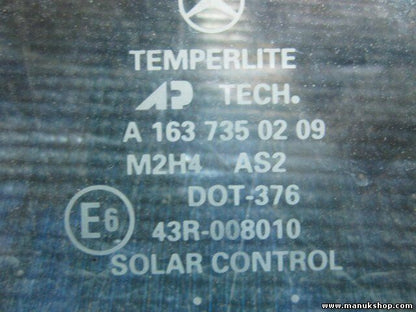 TEMPERLITE
AP TECH.
A 163 735 02 09
M2H4 AS2
DOT-376
E6 43R-008010
SOLAR CONTROL
www.manukshop.com